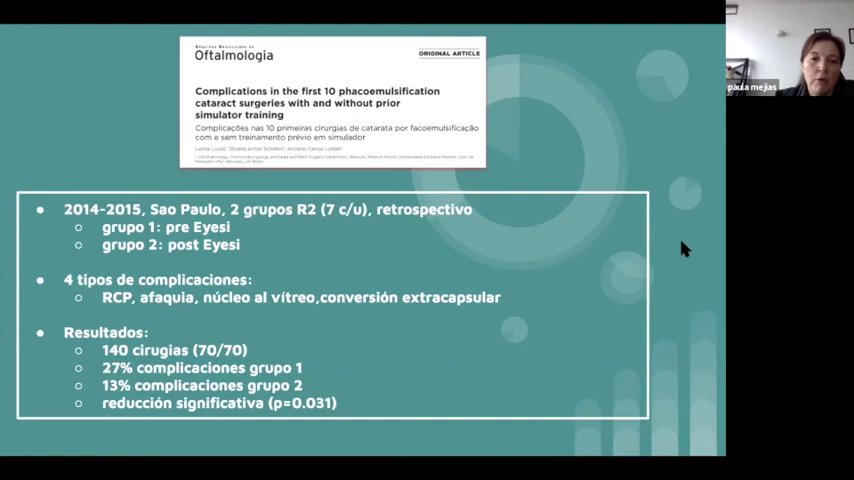 ARQUIVOS BRASILEIROS DE
Oftalmologia
ORIGINAL ARTICLE
Complications in the first 10 phacoemulsification
cataract surgeries with and without prior
simulator training
Complicações nas 10 primeiras cirurgias de catarata por facoemulsificação
com e sem treinamento prévio em simulador
paula mejias
2014-2015, Sao Paulo, 2 grupos R2 (7 c/u), retrospectivo
grupo 1: pre Eyesi
grupo 2: post Eyesi
4 tipos de complicaciones:
RCP, afaquia, núcleo al vítreo,conversión extracapsular
Resultados:
140 cirugias (70/70)
27% complicaciones grupo 1
13% complicaciones grupo 2
reducción significativa (p=0.031)